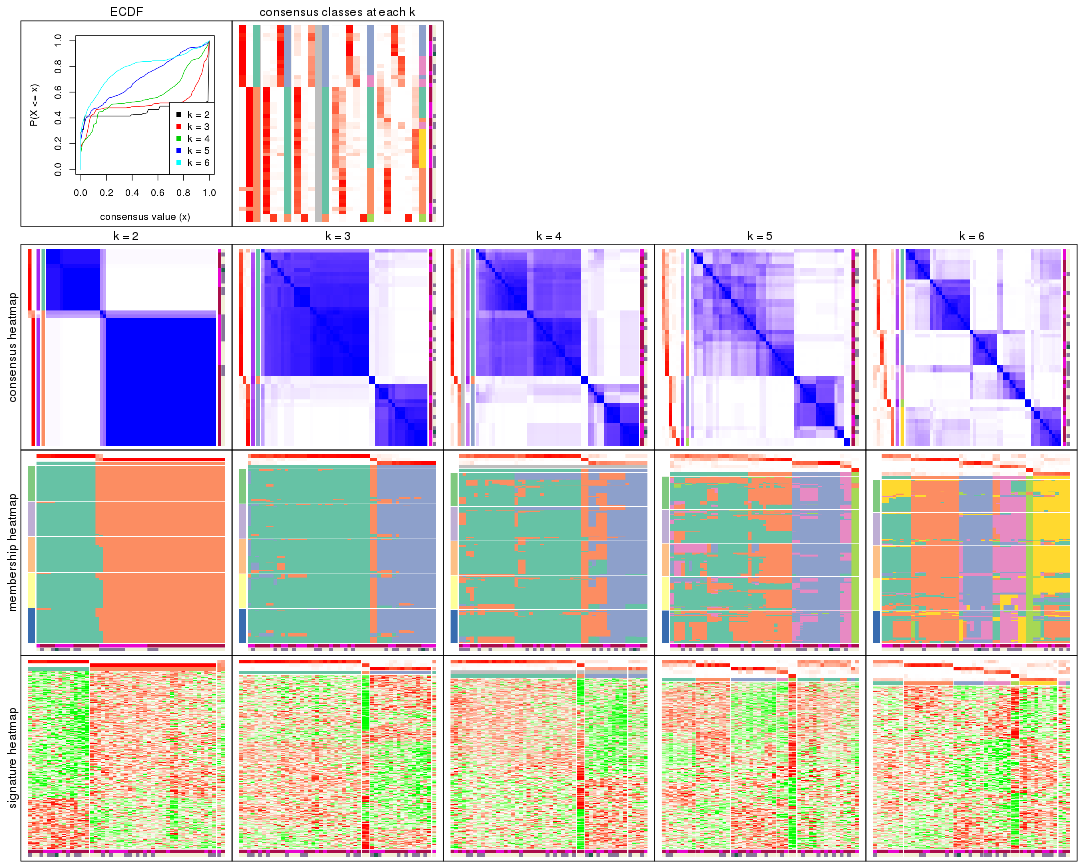 ECDF
consensus classes at each k
P(X <= x)
1.0
0.8
0.6
0.4
0.2
0.0
k = 2
k = 3
k = 4
k = 5
k = 6
0.0 0.2 0.4 0.6 0.8 1.0
consensus value (x)
k = 2
k = 3
k = 4
k = 5
k = 6
consensus heatmap
membership heatmap
signature heatmap